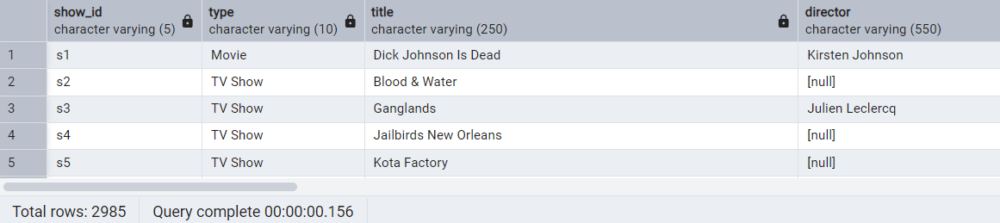 show_id type title director
character varying (5) character varying (10) character varying (250) character varying (550)
1 s1 Movie Dick Johnson Is Dead Kirsten Johnson
2 s2 TV Show Blood & Water [null]
3 s3 TV Show Ganglands Julien Leclercq
4 s4 TV Show Jailbirds New Orleans [null]
5 s5 TV Show Kota Factory [null]
Total rows: 2985 Query complete 00:00:00.156